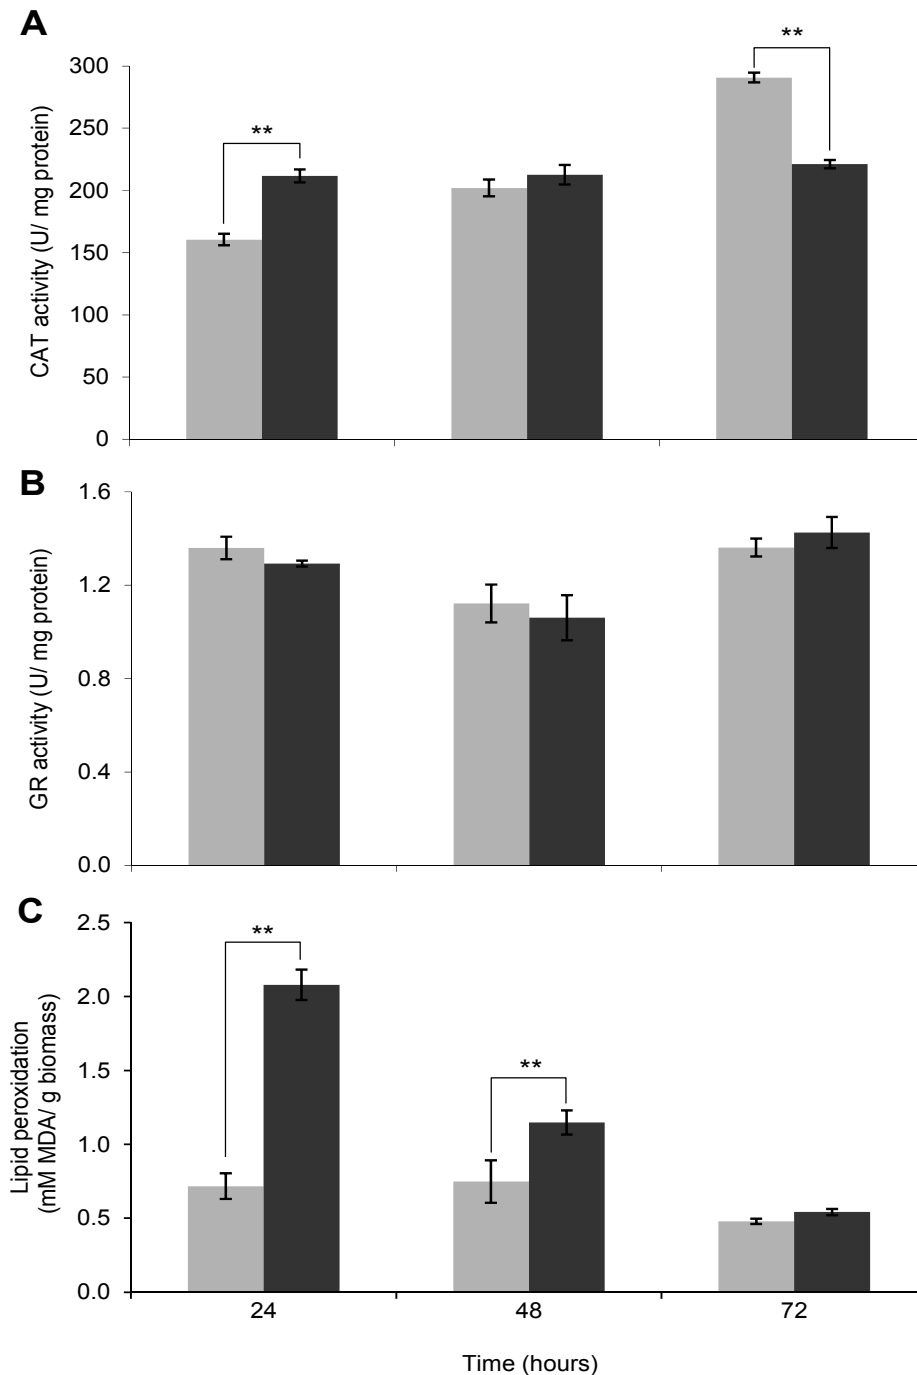 A
**
**
300
250
200
150
100
50
0
CAT activity (U/ mg protein)
B
1.6
1.2
0.8
0.4
0.0
GR activity (U/ mg protein)
C
2.5
2.0
1.5
1.0
0.5
0.0
**
**
Lipid peroxidation
(mM MDA/ g biomass)
24 48 72
Time (hours)